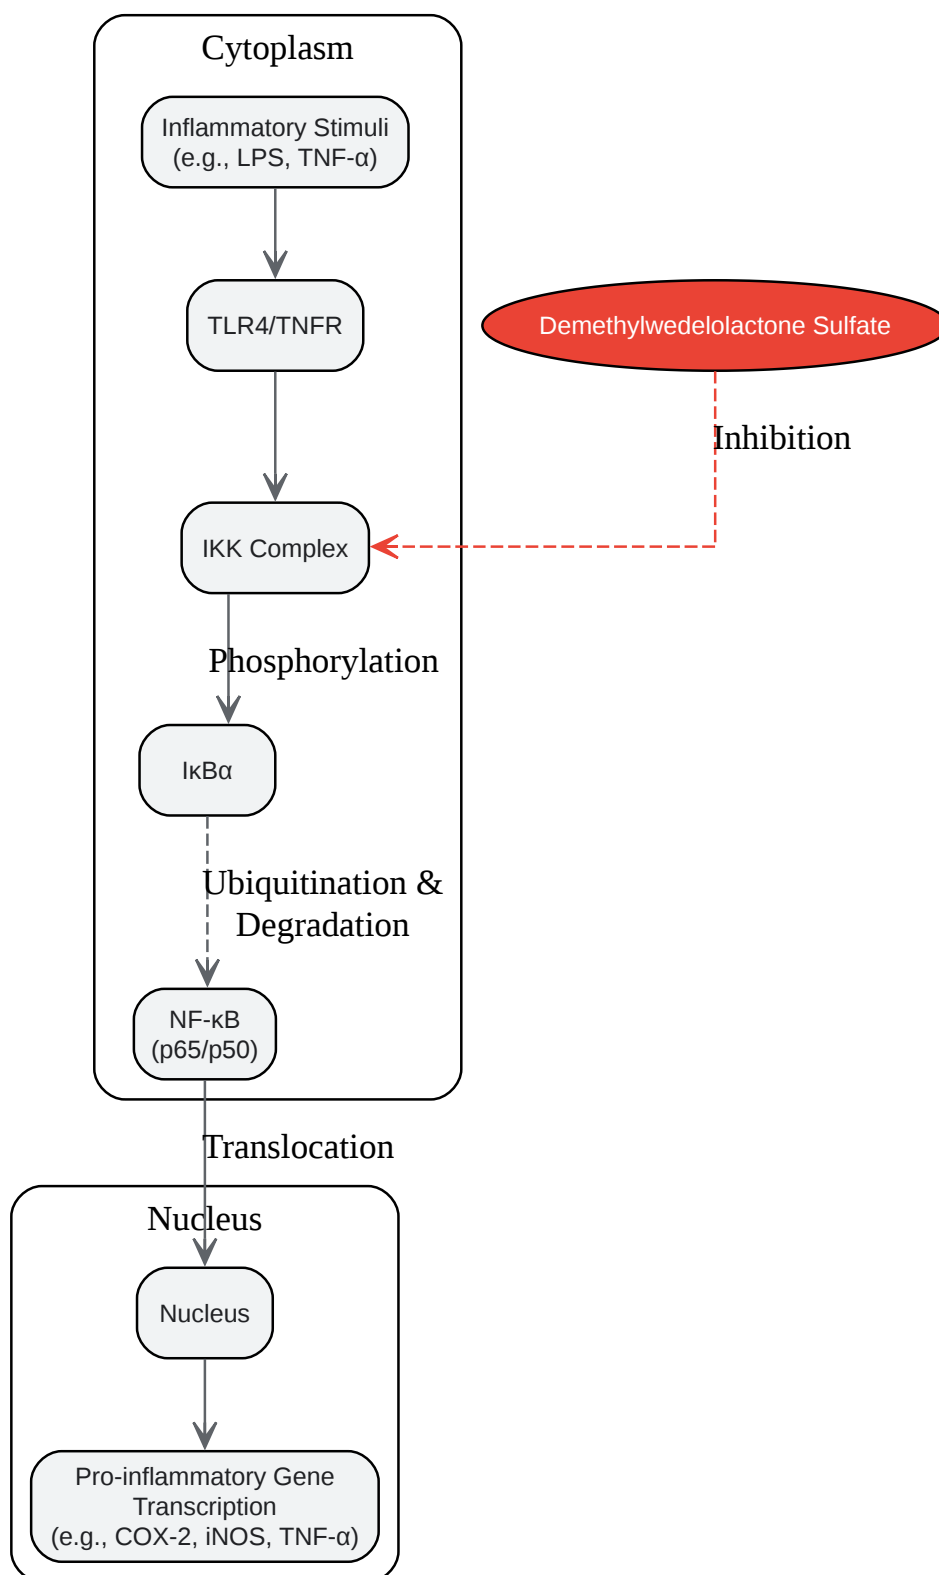 Cytoplasm
Inflammatory Stimuli
(e.g., LPS, TNF-α)
TLR4/TNFR
Demethylwedelolactone Sulfate
Inhibition
IKK Complex
Phosphorylation
IκBα
Ubiquitination &
Degradation
NF-κB
(p65/p50)
Translocation
Nucleus
Nucleus
Pro-inflammatory Gene
Transcription
(e.g., COX-2, iNOS, TNF-α)